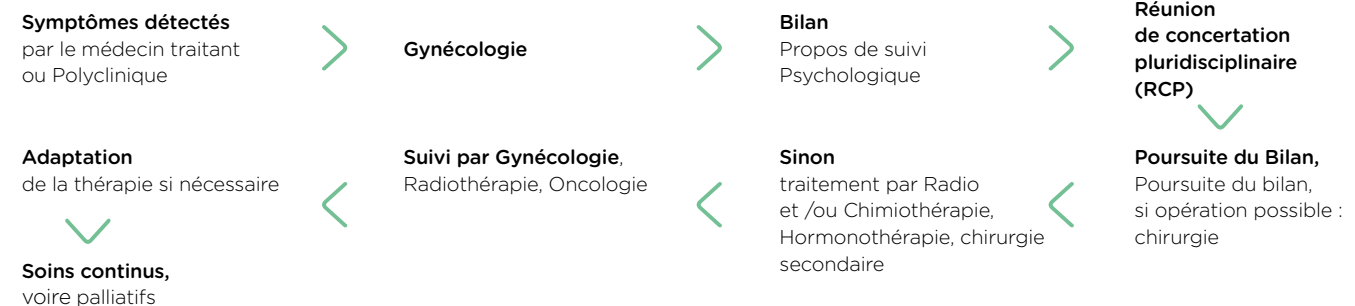 Symptômes détectés
par le médecin traitant
ou Polyclinique
Gynécologie
Bilan
Propos de suivi
Psychologique
Réunion
de concertation
pluridisciplinaire
(RCP)
Poursuite du Bilan,
Poursuite du bilan,
si opération possible :
chirurgie
Sinon
traitement par Radio
et /ou Chimiothérapie,
Hormonothérapie, chirurgie
secondaire
Suivi par Gynécologie,
Radiothérapie, Oncologie
Adaptation
de la thérapie si nécessaire
Soins continus,
voire palliatifs